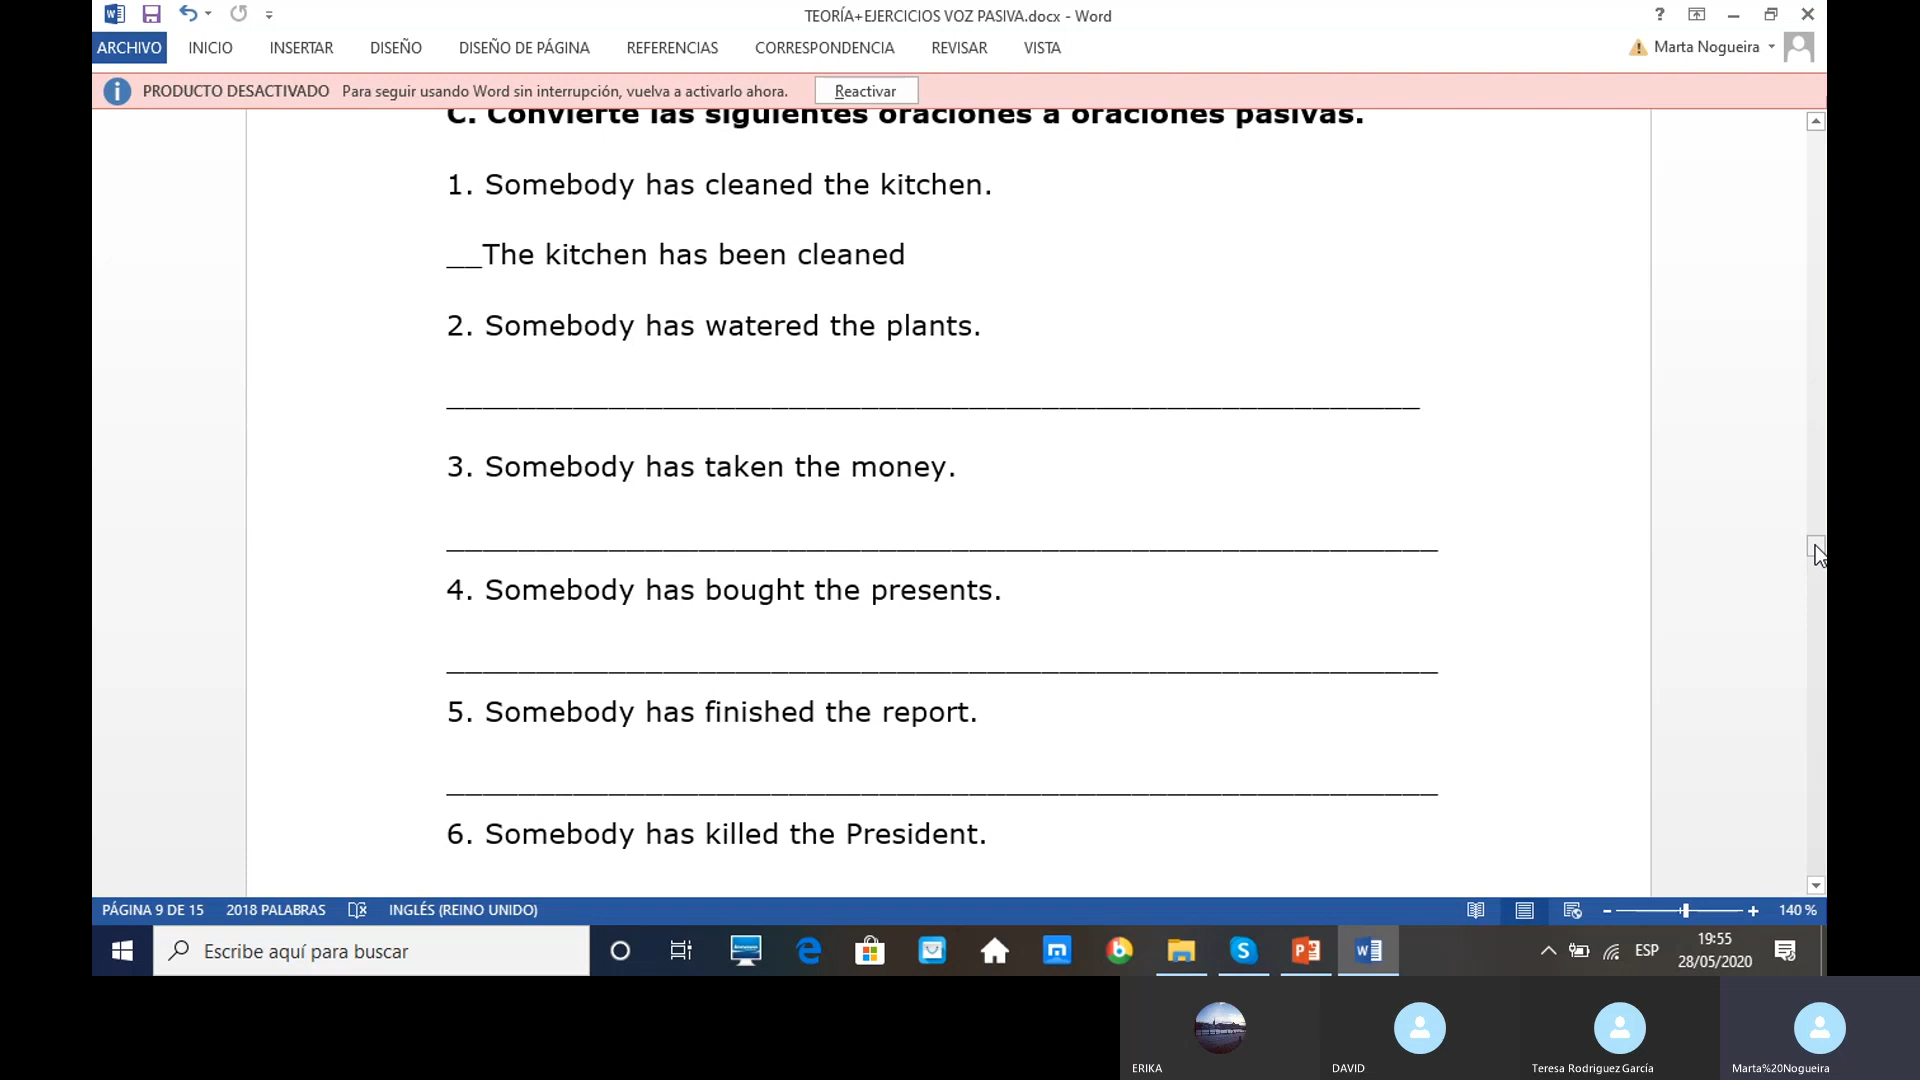 TEORÍA+EJERCICIOS VOZ PASIVA.docx - Word
?
ARCHIVO INICIO INSERTAR DISEÑO DISEÑO DE PÁGINA REFERENCIAS CORRESPONDENCIA REVISAR VISTA Marta Nogueira
PRODUCTO DESACTIVADO Para seguir usando Word sin interrupción, vuelva a activarlo ahora. Reactivar
C. Convierte las siguientes oraciones a oraciones pasivas.
1. Somebody has cleaned the kitchen.
__The kitchen has been cleaned
2. Somebody has watered the plants.
3. Somebody has taken the money.
4. Somebody has bought the presents.
5. Somebody has finished the report.
6. Somebody has killed the President.
PÁGINA 9 DE 15 2018 PALABRAS INGLÉS (REINO UNIDO) 140 %
Escribe aquí para buscar
ESP
19:55
28/05/2020
ERIKA DAVID Teresa Rodriguez García Marta%20Nogueira